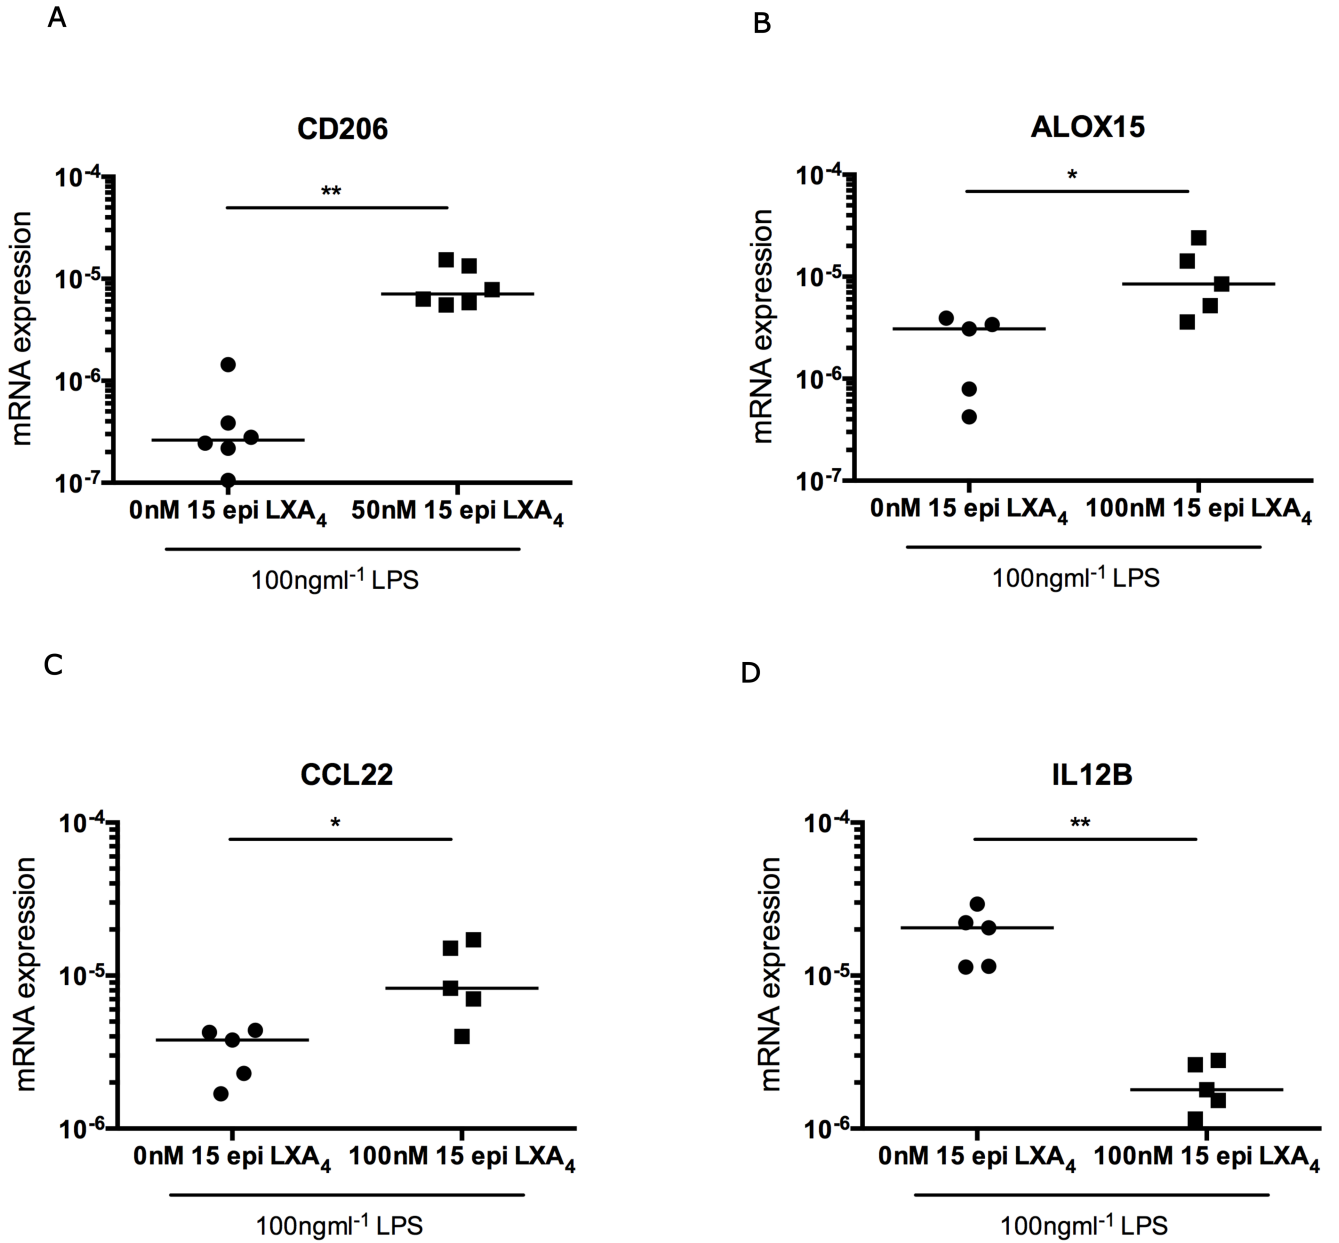 A
CD206
**
mRNA expression
10-4
10-5
10-6
10-7
0nM 15 epi LXA4 50nM 15 epi LXA4
100ngml-1 LPS
B
ALOX15
*
mRNA expression
10-4
10-5
10-6
10-7
0nM 15 epi LXA4 100nM 15 epi LXA4
100ngml-1 LPS
C
CCL22
*
mRNA expression
10-4
10-5
10-6
0nM 15 epi LXA4 100nM 15 epi LXA4
100ngml-1 LPS
D
IL12B
**
mRNA expression
10-4
10-5
10-6
0nM 15 epi LXA4 100nM 15 epi LXA4
100ngml-1 LPS